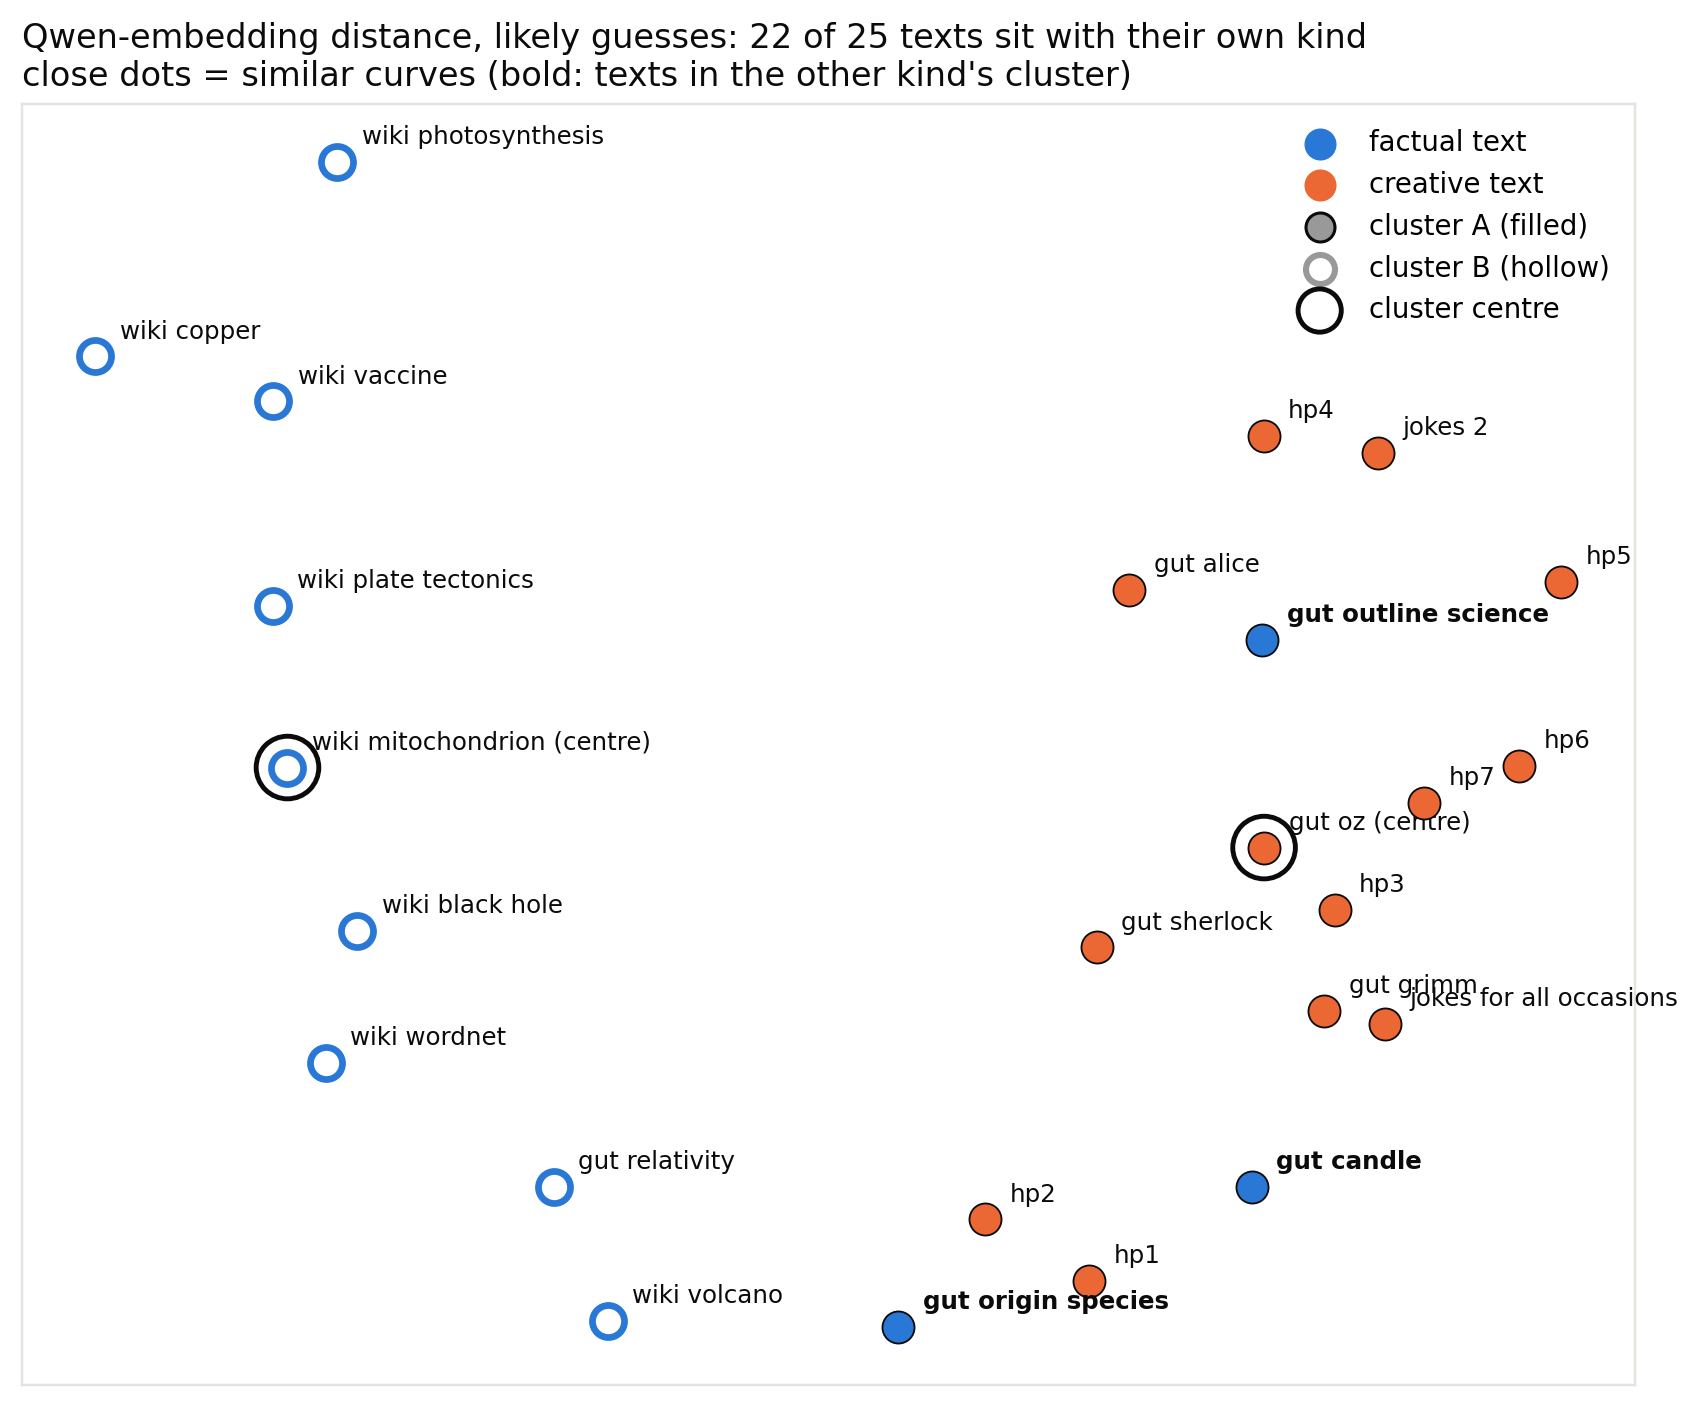 Qwen-embedding distance, likely guesses: 22 of 25 texts sit with their own kind
close dots = similar curves (bold: texts in the other kind's cluster)
wiki photosynthesis
factual text
creative text
cluster A (filled)
cluster B (hollow)
cluster centre
wiki copper
wiki vaccine
hp4
jokes 2
gut alice
hp5
wiki plate tectonics
gut outline science
wiki mitochondrion (centre)
hp6
hp7
gut oz (centre)
hp3
wiki black hole
gut sherlock
gut grimm
jokes for all occasions
wiki wordnet
gut relativity
gut candle
hp2
hp1
wiki volcano
gut origin species